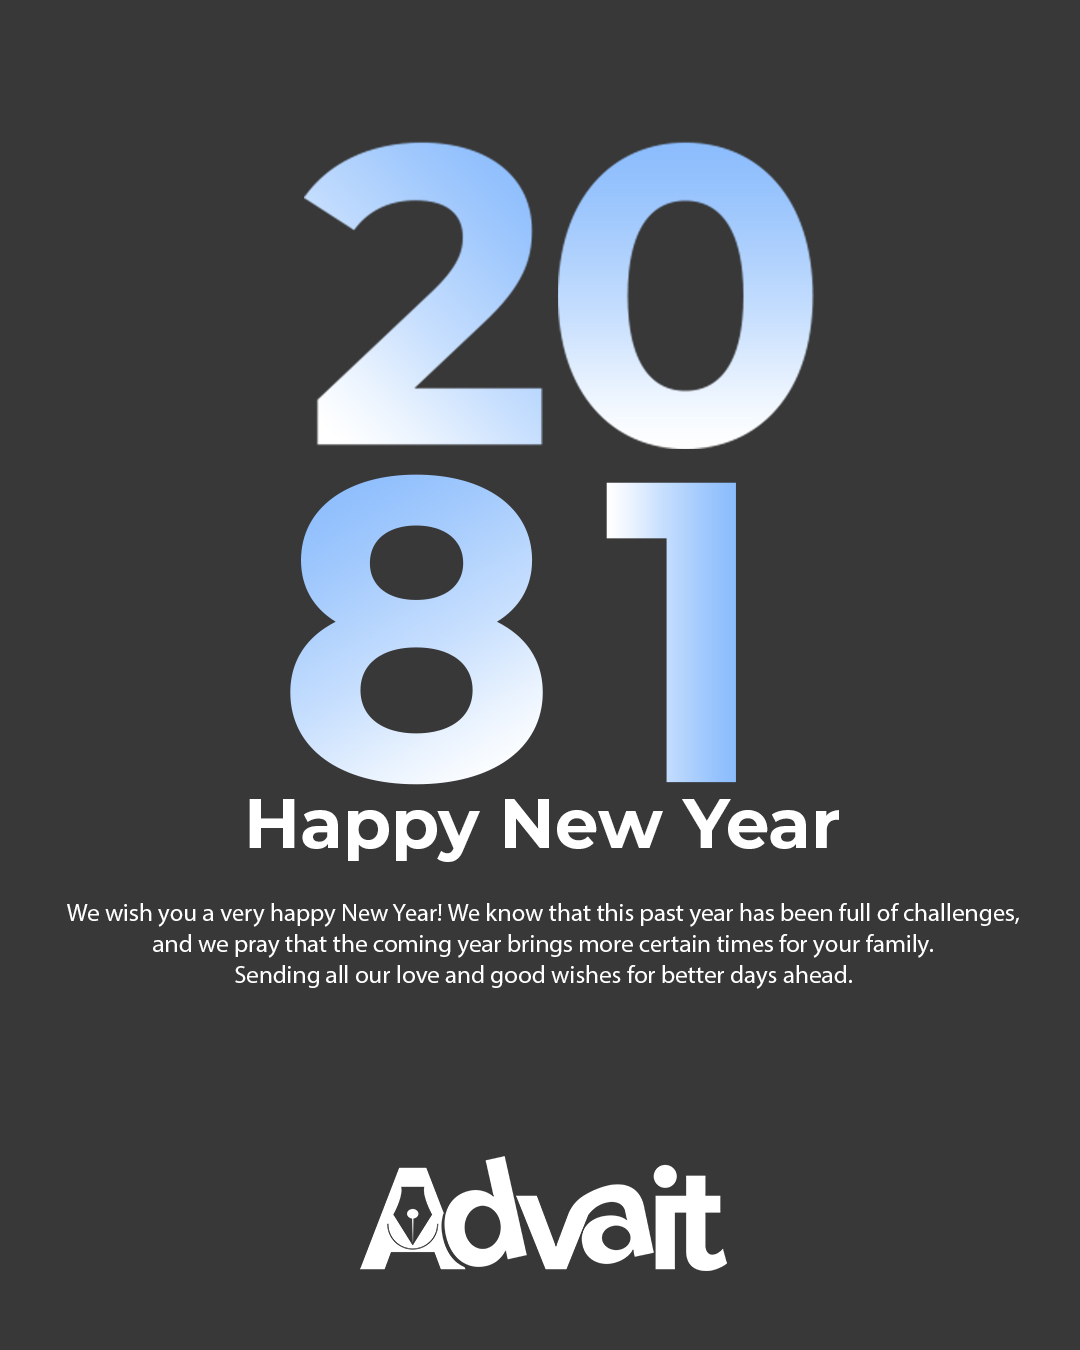 20
81
Happy New Year
We wish you a very happy New Year! We know that this past year has been full of challenges,
and we pray that the coming year brings more certain times for your family.
Sending all our love and good wishes for better days ahead.
Advait